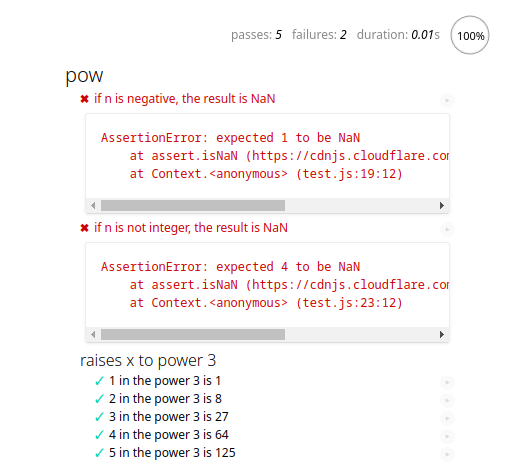 passes: 5 failures: 2 duration: 0.01s 100%
pow
✖ if n is negative, the result is NaN
AssertionError: expected 1 to be NaN
at assert.isNaN (https://cdnjs.cloudflare.com
at Context.<anonymous> (test.js:19:12)
✖ if n is not integer, the result is NaN
AssertionError: expected 4 to be NaN
at assert.isNaN (https://cdnjs.cloudflare.com
at Context.<anonymous> (test.js:23:12)
raises x to power 3
✓ 1 in the power 3 is 1
✓ 2 in the power 3 is 8
✓ 3 in the power 3 is 27
✓ 4 in the power 3 is 64
✓ 5 in the power 3 is 125